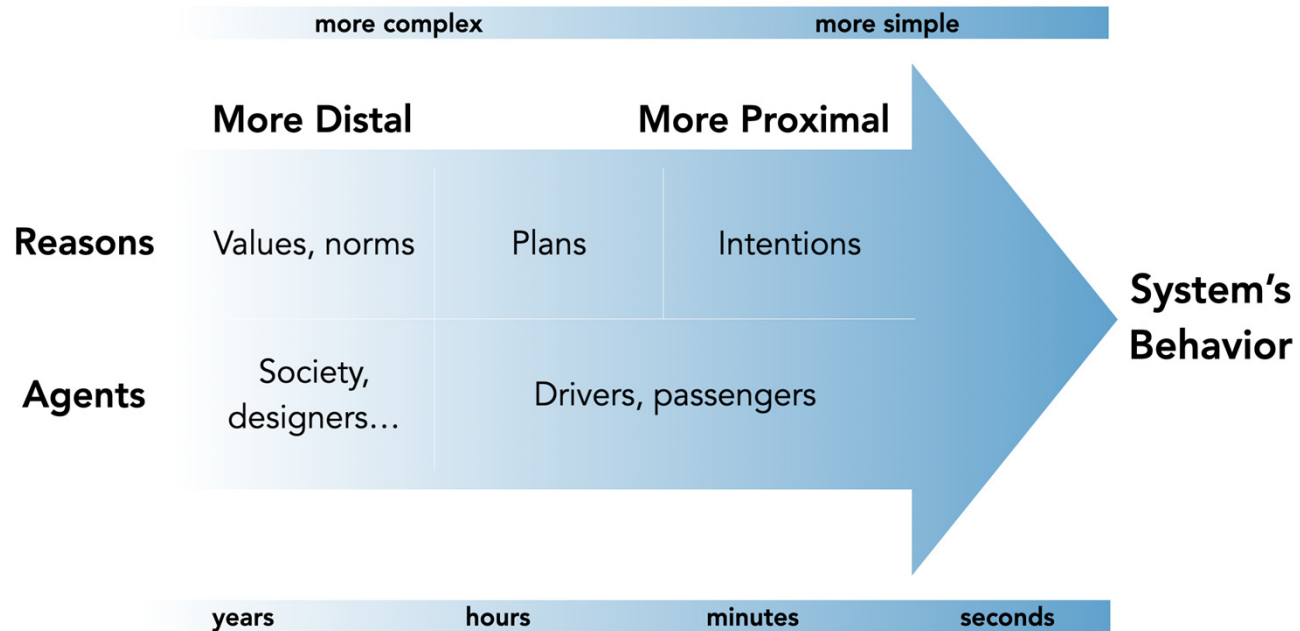 more complex more simple
More Distal More Proximal
Reasons Values, norms Plans Intentions
System's
Behavior
Agents Society,
designers… Drivers, passengers
years hours minutes seconds